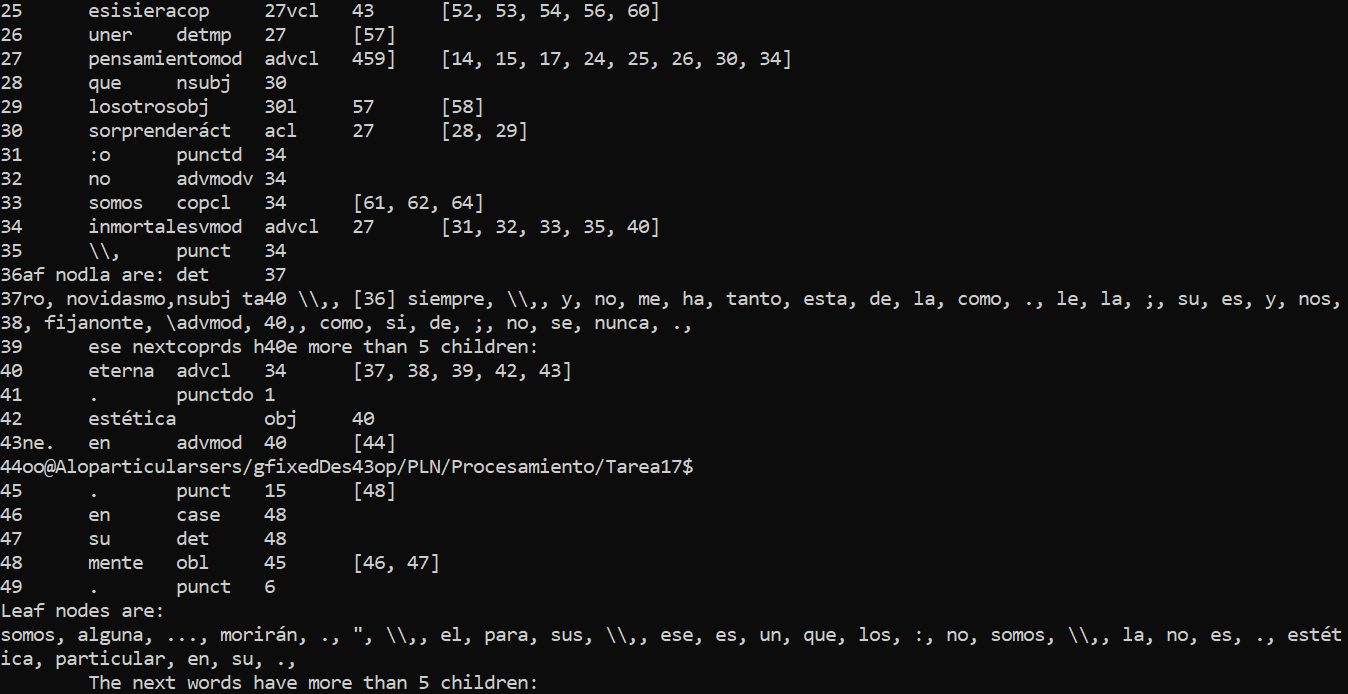 25 esisieracop 27vcl 43 [52, 53, 54, 56, 60]
26 uner detmp 27 [57]
27 pensamientomod advcl 459] [14, 15, 17, 24, 25, 26, 30, 34]
28 que nsubj 30
29 losotrosobj 30l 57 [58]
30 sorprenderáct acl 27 [28, 29]
31 :o punctd 34
32 no advmodv 34
33 somos copcl 34 [61, 62, 64]
34 inmortalesvmod advcl 27 [31, 32, 33, 35, 40]
35 \\, punct 34
36af nodla are: det 37
37ro, novidasmo,nsubj ta40 \\,, [36] siempre, \\,, y, no, me, ha, tanto, esta, de, la, como, ., le, la, ;, su, es, y, nos,
38, fijanonte, \advmod, 40,, como, si, de, ;, no, se, nunca, .,
39 ese nextcoprds h40e more than 5 children:
40 eterna advcl 34 [37, 38, 39, 42, 43]
41 . punctdo 1
42 estética obj 40
43ne. en advmod 40 [44]
44oo@Aloparticularsers/gfixedDes43op/PLN/Procesamiento/Tarea17$
45 . punct 15 [48]
46 en case 48
47 su det 48
48 mente obl 45 [46, 47]
49 . punct 6
Leaf nodes are:
somos, alguna, ..., morirán, ., ", \\,, el, para, sus, \\,, ese, es, un, que, los, :, no, somos, \\,, la, no, es, ., estét
ica, particular, en, su, .,
The next words have more than 5 children: